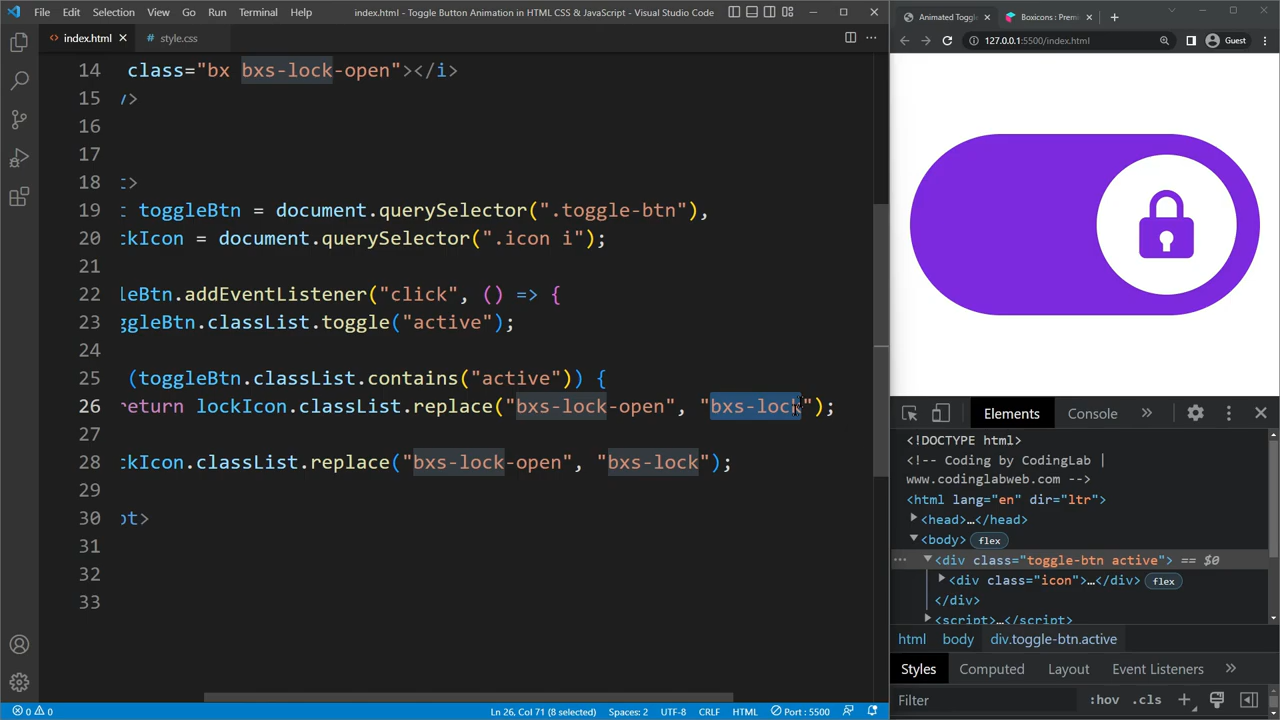 File Edit Selection View Go Run Terminal Help
index.html - Toggle Button Animation in HTML CSS & JavaScript - Visual Studio Code
Animated Toggle
Boxicons : Prem
index.html
style.css
127.0.0.1:5500/index.html
Guest
14 class="bx bxs-lock-open"></i>
15 />
16
17
18 t>
19 t toggleBtn = document.querySelector(".toggle-btn"),
20 ckIcon = document.querySelector(".icon i");
21
22 leBtn.addEventListener("click", () => {
23 ggleBtn.classList.toggle("active");
24
25 (toggleBtn.classList.contains("active")) {
26 return lockIcon.classList.replace("bxs-lock-open", "bxs-lock");
27
28 ckIcon.classList.replace("bxs-lock-open", "bxs-lock");
29
30 pt>
31
32
33
Elements Console
<!DOCTYPE html>
<!-- Coding by CodingLab |
www.codinglabweb.com -->
<html lang="en" dir="ltr">
<head>…</head>
<body> flex
<div class="toggle-btn active"> == $0
<div class="icon">…</div> flex
</div>
<script>…</script>
html body div.toggle-btn.active
Styles Computed Layout Event Listeners
Filter :hov .cls
0 0 Ln 26, Col 71 (8 selected) Spaces: 2 UTF-8 CRLF HTML Port : 5500